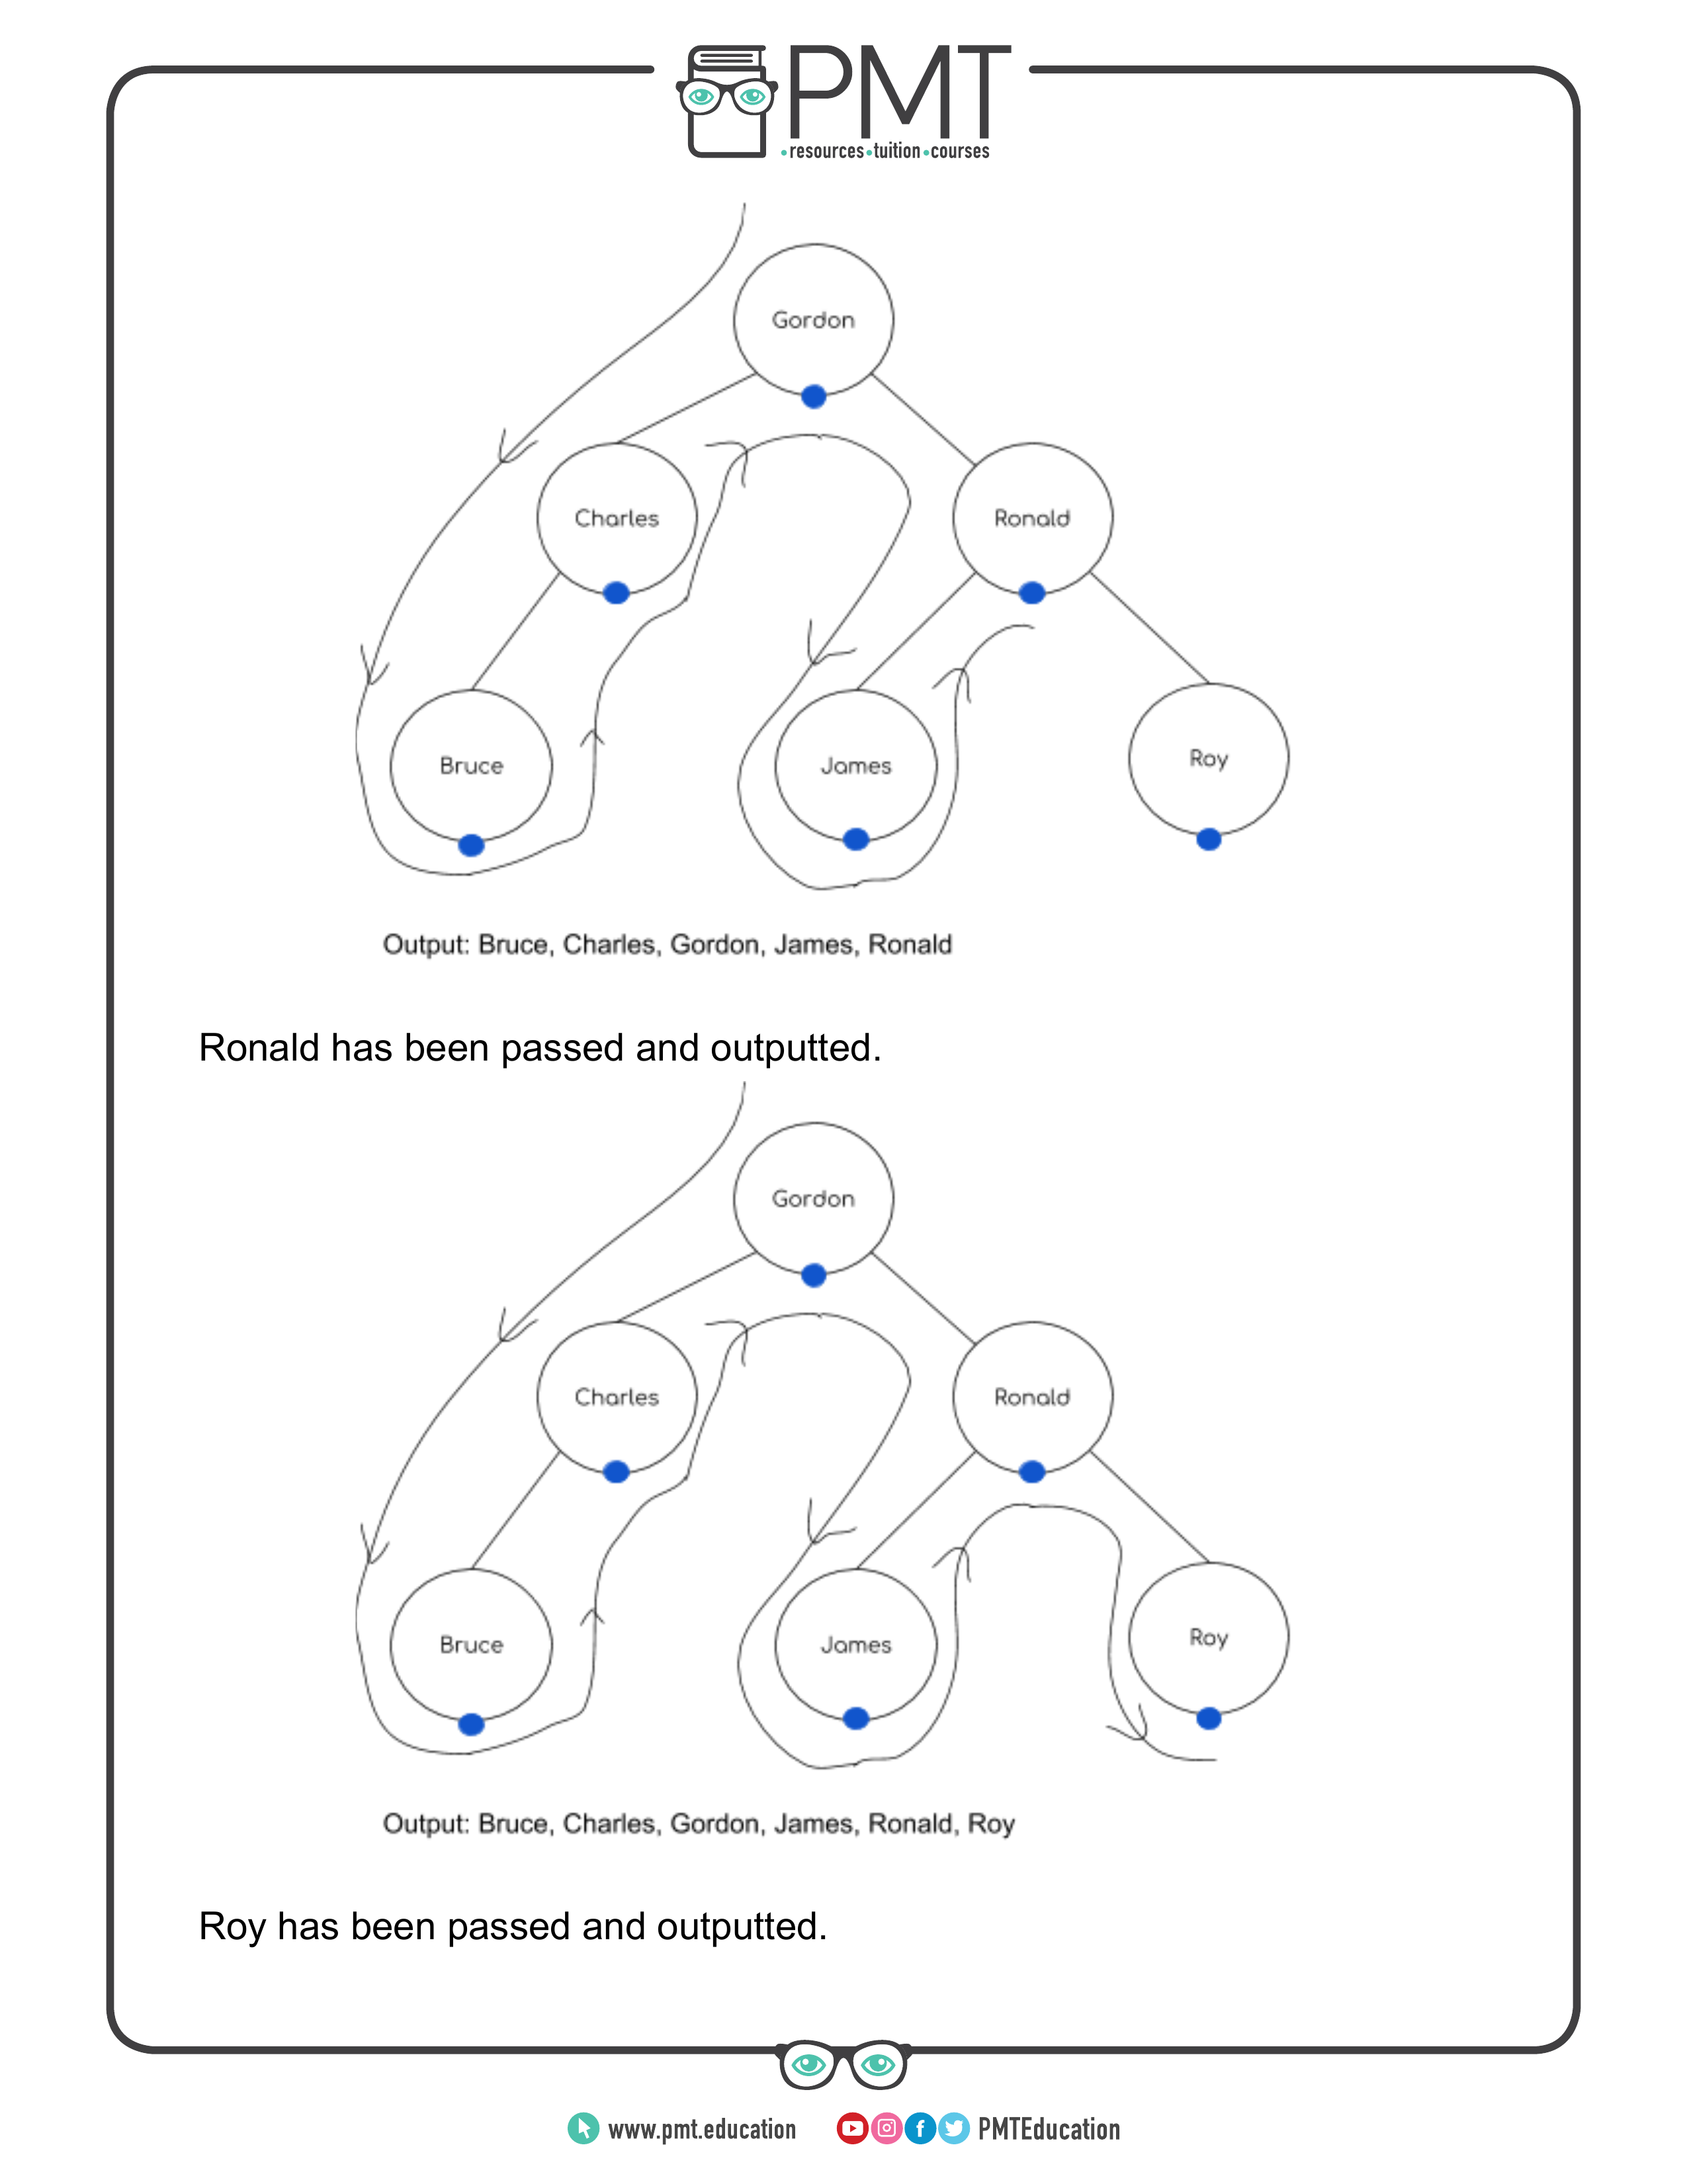 PMT
•resources•tuition•courses
Gordon
Charles
Ronald
Bruce
James
Roy
Output: Bruce, Charles, Gordon, James, Ronald
Ronald has been passed and outputted.
Gordon
Charles
Ronald
Bruce
James
Roy
Output: Bruce, Charles, Gordon, James, Ronald, Roy
Roy has been passed and outputted.
www.pmt.education
PMTEducation